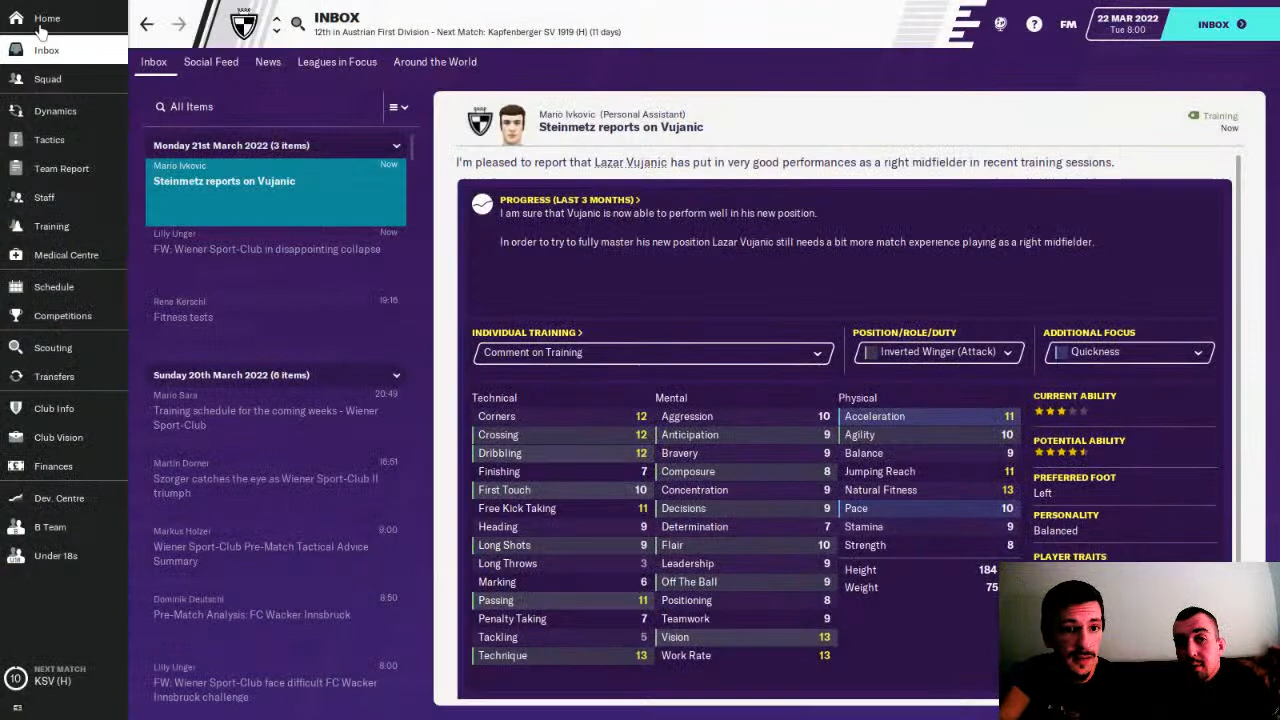 Home
Inbox
Squad
Dynamics
Tactics
Team Report
Staff
Training
Medical Centre
Schedule
Competitions
Scouting
Transfers
Club Info
Club Vision
Finances
Dev. Centre
B Team
Under 18s
10
NEXT MATCH
KSV (H)
INBOX
12th in Austrian First Division - Next Match: Kapfenberger SV 1919 (H) (11 days)
? FM
22 MAR 2022
Tue 8:00
INBOX
Inbox Social Feed News Leagues in Focus Around the World
All Items
Monday 21st March 2022 (3 items)
Mario Ivkovic Now
Steinmetz reports on Vujanic
Lilly Unger Now
FW: Wiener Sport-Club in disappointing collapse
Rene Kerschl 19:16
Fitness tests
Sunday 20th March 2022 (6 items)
Mario Sara 20:49
Training schedule for the coming weeks - Wiener
Sport-Club
Martin Dorner 16:51
Szorger catches the eye as Wiener Sport-Club II
triumph
Markus Holzer 9:00
Wiener Sport-Club Pre-Match Tactical Advice
Summary
Dominik Deutschl 8:50
Pre-Match Analysis: FC Wacker Innsbruck
Lilly Unger 8:00
FW: Wiener Sport-Club face difficult FC Wacker
Innsbruck challenge
Mario Ivkovic (Personal Assistant)
Steinmetz reports on Vujanic
Training
Now
I'm pleased to report that Lazar Vujanic has put in very good performances as a right midfielder in recent training sessions.
PROGRESS (LAST 3 MONTHS)
I am sure that Vujanic is now able to perform well in his new position.
In order to try to fully master his new position Lazar Vujanic still needs a bit more match experience playing as a right midfielder.
INDIVIDUAL TRAINING
Comment on Training
POSITION/ROLE/DUTY
Inverted Winger (Attack)
ADDITIONAL FOCUS
Quickness
Technical
Corners 12
Crossing 12
Dribbling 12
Finishing 7
First Touch 10
Free Kick Taking 11
Heading 9
Long Shots 9
Long Throws 3
Marking 6
Passing 11
Penalty Taking 7
Tackling 5
Technique 13
Mental
Aggression 10
Anticipation 9
Bravery 9
Composure 8
Concentration 9
Decisions 9
Determination 7
Flair 10
Leadership 9
Off The Ball 9
Positioning 8
Teamwork 9
Vision 13
Work Rate 13
Physical
Acceleration 11
Agility 10
Balance 9
Jumping Reach 11
Natural Fitness 13
Pace 10
Stamina 9
Strength 8
Height 184
Weight 75
CURRENT ABILITY
POTENTIAL ABILITY
PREFERRED FOOT
Left
PERSONALITY
Balanced
PLAYER TRAITS